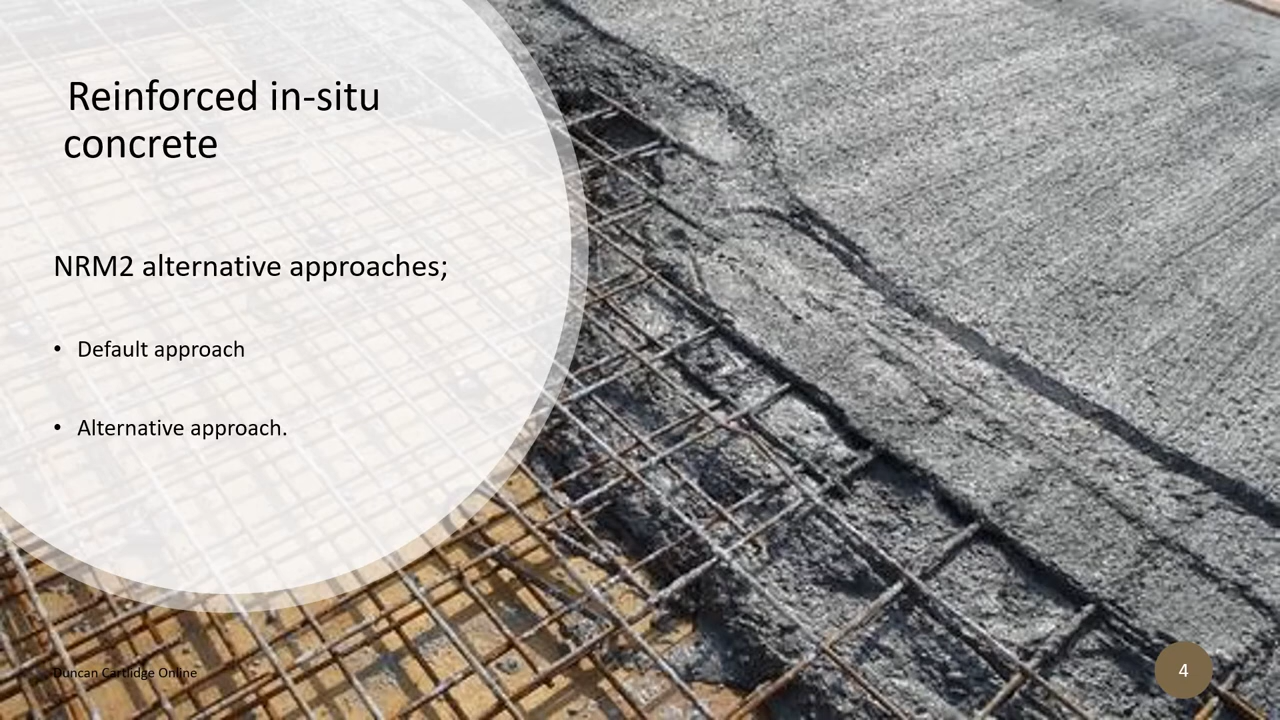 Reinforced in-situ
concrete
NRM2 alternative approaches;
• Default approach
• Alternative approach.
Duncan Cartlidge Online
4